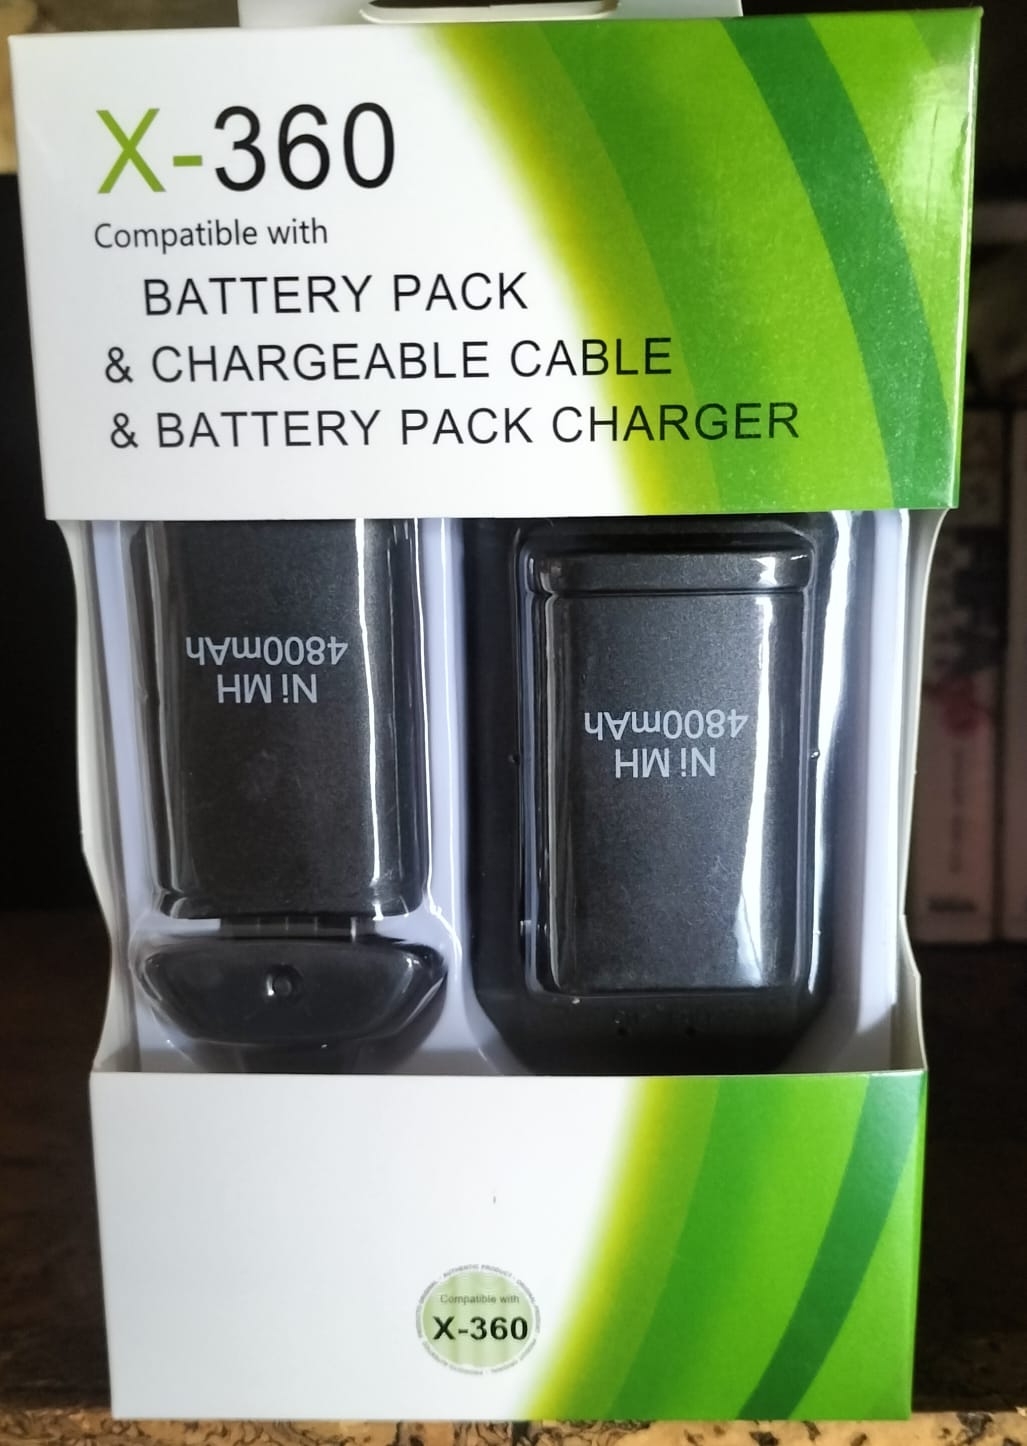 X-360
Compatible with
BATTERY PACK
& CHARGEABLE CABLE
& BATTERY PACK CHARGER
Ni MH
4800mAh
Ni MH
4800mAh
Compatible with
X-360